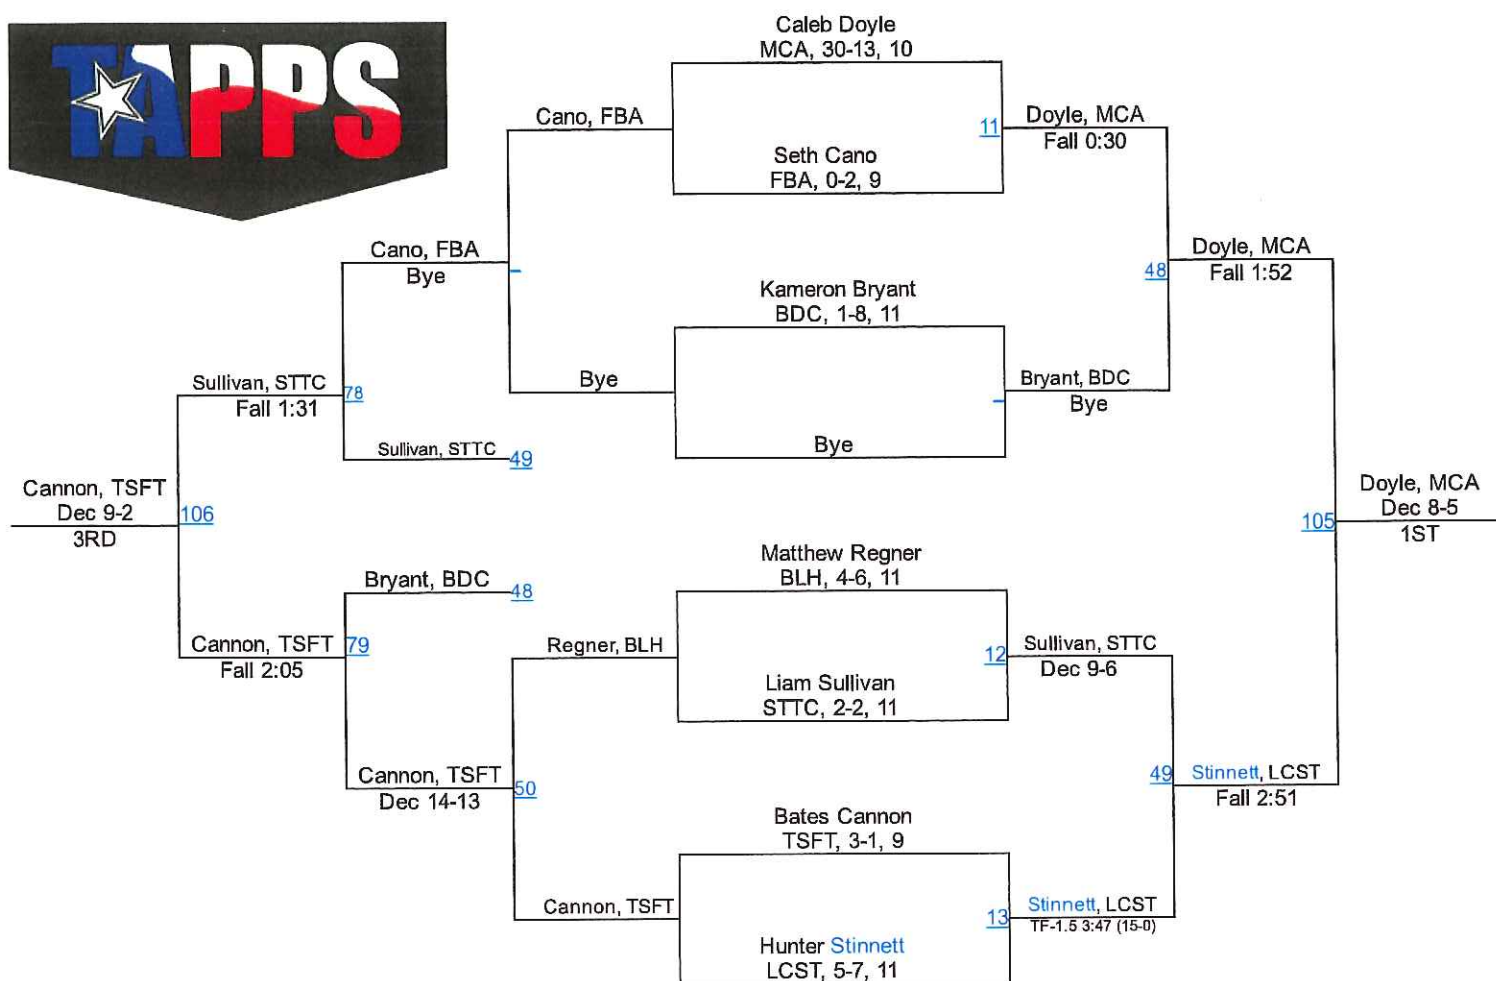 TAPPS
Caleb Doyle
MCA, 30-13, 10
Cano, FBA
11
Doyle, MCA
Fall 0:30
Seth Cano
FBA, 0-2, 9
Cano, FBA
Bye
48
Doyle, MCA
Fall 1:52
Kameron Bryant
BDC, 1-8, 11
Sullivan, STTC
Fall 1:31
78
Bye
Bryant, BDC
Bye
Sullivan, STTC
49
Bye
Cannon, TSFT
Dec 9-2
3RD
106
105
Doyle, MCA
Dec 8-5
1ST
Bryant, BDC
48
Matthew Regner
BLH, 4-6, 11
Cannon, TSFT
Fall 2:05
79
Regner, BLH
12
Sullivan, STTC
Dec 9-6
Liam Sullivan
STTC, 2-2, 11
Cannon, TSFT
Dec 14-13
50
49
Stinnett, LCST
Fall 2:51
Bates Cannon
TSFT, 3-1, 9
Cannon, TSFT
13
Stinnett, LCST
TF-1.5 3:47 (15-0)
Hunter Stinnett
LCST, 5-7, 11